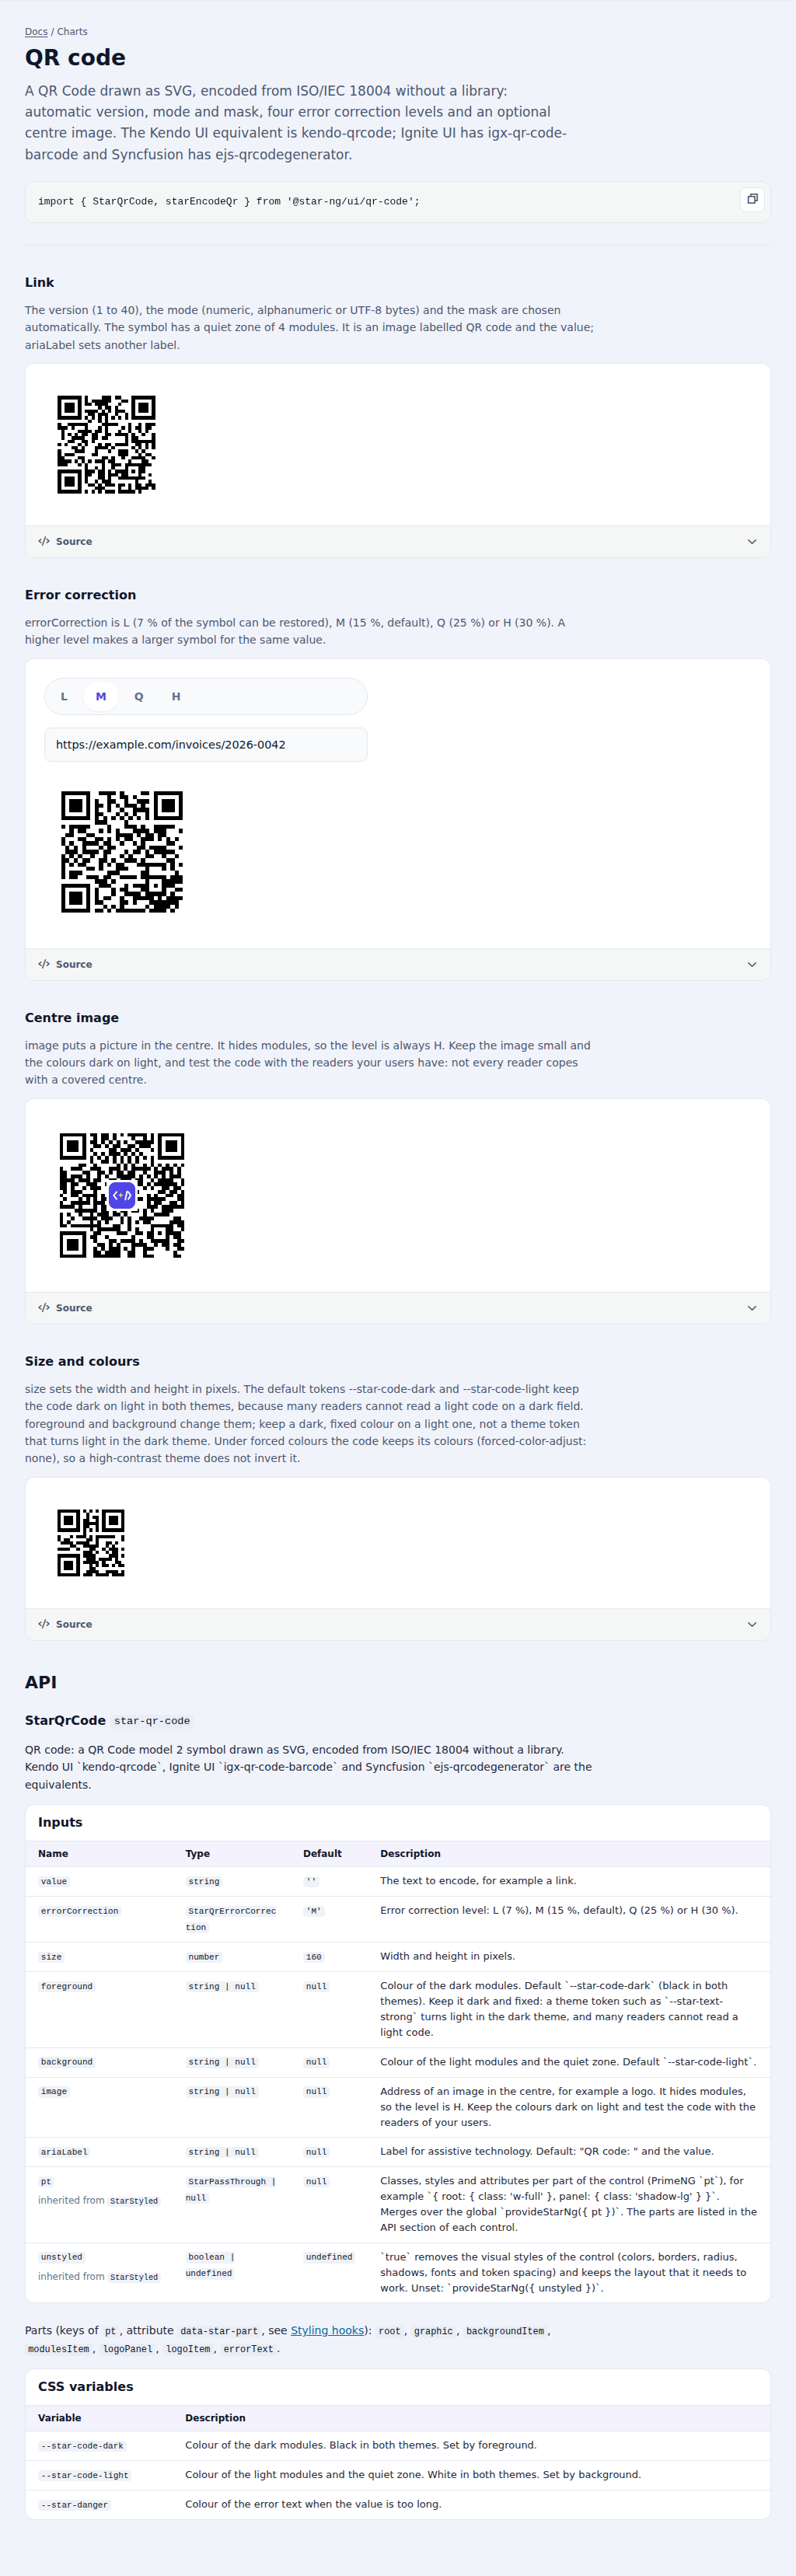 Docs / Charts
QR code
A QR Code drawn as SVG, encoded from ISO/IEC 18004 without a library:
automatic version, mode and mask, four error correction levels and an optional
centre image. The Kendo UI equivalent is kendo-qrcode; Ignite UI has igx-qr-code-
barcode and Syncfusion has ejs-qrcodegenerator.
import { StarQrCode, starEncodeQr } from '@star-ng/ui/qr-code';
Link
The version (1 to 40), the mode (numeric, alphanumeric or UTF-8 bytes) and the mask are chosen
automatically. The symbol has a quiet zone of 4 modules. It is an image labelled QR code and the value;
ariaLabel sets another label.
Source
Error correction
errorCorrection is L (7 % of the symbol can be restored), M (15 %, default), Q (25 %) or H (30 %). A
higher level makes a larger symbol for the same value.
L M Q H
https://example.com/invoices/2026-0042
Source
Centre image
image puts a picture in the centre. It hides modules, so the level is always H. Keep the image small and
the colours dark on light, and test the code with the readers your users have: not every reader copes
with a covered centre.
Source
Size and colours
size sets the width and height in pixels. The default tokens --star-code-dark and --star-code-light keep
the code dark on light in both themes, because many readers cannot read a light code on a dark field.
foreground and background change them; keep a dark, fixed colour on a light one, not a theme token
that turns light in the dark theme. Under forced colours the code keeps its colours (forced-color-adjust:
none), so a high-contrast theme does not invert it.
Source
API
StarQrCode star-qr-code
QR code: a QR Code model 2 symbol drawn as SVG, encoded from ISO/IEC 18004 without a library.
Kendo UI `kendo-qrcode`, Ignite UI `igx-qr-code-barcode` and Syncfusion `ejs-qrcodegenerator` are the
equivalents.
Inputs
Name Type Default Description
value string '' The text to encode, for example a link.
errorCorrection StarQrErrorCorrec 'M' Error correction level: L (7 %), M (15 %, default), Q (25 %) or H (30 %).
tion
size number 160 Width and height in pixels.
foreground string | null null Colour of the dark modules. Default `--star-code-dark` (black in both
themes). Keep it dark and fixed: a theme token such as `--star-text-
strong` turns light in the dark theme, and many readers cannot read a
light code.
background string | null null Colour of the light modules and the quiet zone. Default `--star-code-light`.
image string | null null Address of an image in the centre, for example a logo. It hides modules,
so the level is H. Keep the colours dark on light and test the code with the
readers of your users.
ariaLabel string | null null Label for assistive technology. Default: "QR code: " and the value.
pt StarPassThrough | null Classes, styles and attributes per part of the control (PrimeNG `pt`), for
inherited from StarStyled null example `{ root: { class: 'w-full' }, panel: { class: 'shadow-lg' } }`.
Merges over the global `provideStarNg({ pt })`. The parts are listed in the
API section of each control.
unstyled boolean | undefined `true` removes the visual styles of the control (colors, borders, radius,
inherited from StarStyled undefined shadows, fonts and token spacing) and keeps the layout that it needs to
work. Unset: `provideStarNg({ unstyled })`.
Parts (keys of pt, attribute data-star-part, see Styling hooks): root, graphic, backgroundItem,
modulesItem, logoPanel, logoItem, errorText.
CSS variables
Variable Description
--star-code-dark Colour of the dark modules. Black in both themes. Set by foreground.
--star-code-light Colour of the light modules and the quiet zone. White in both themes. Set by background.
--star-danger Colour of the error text when the value is too long.